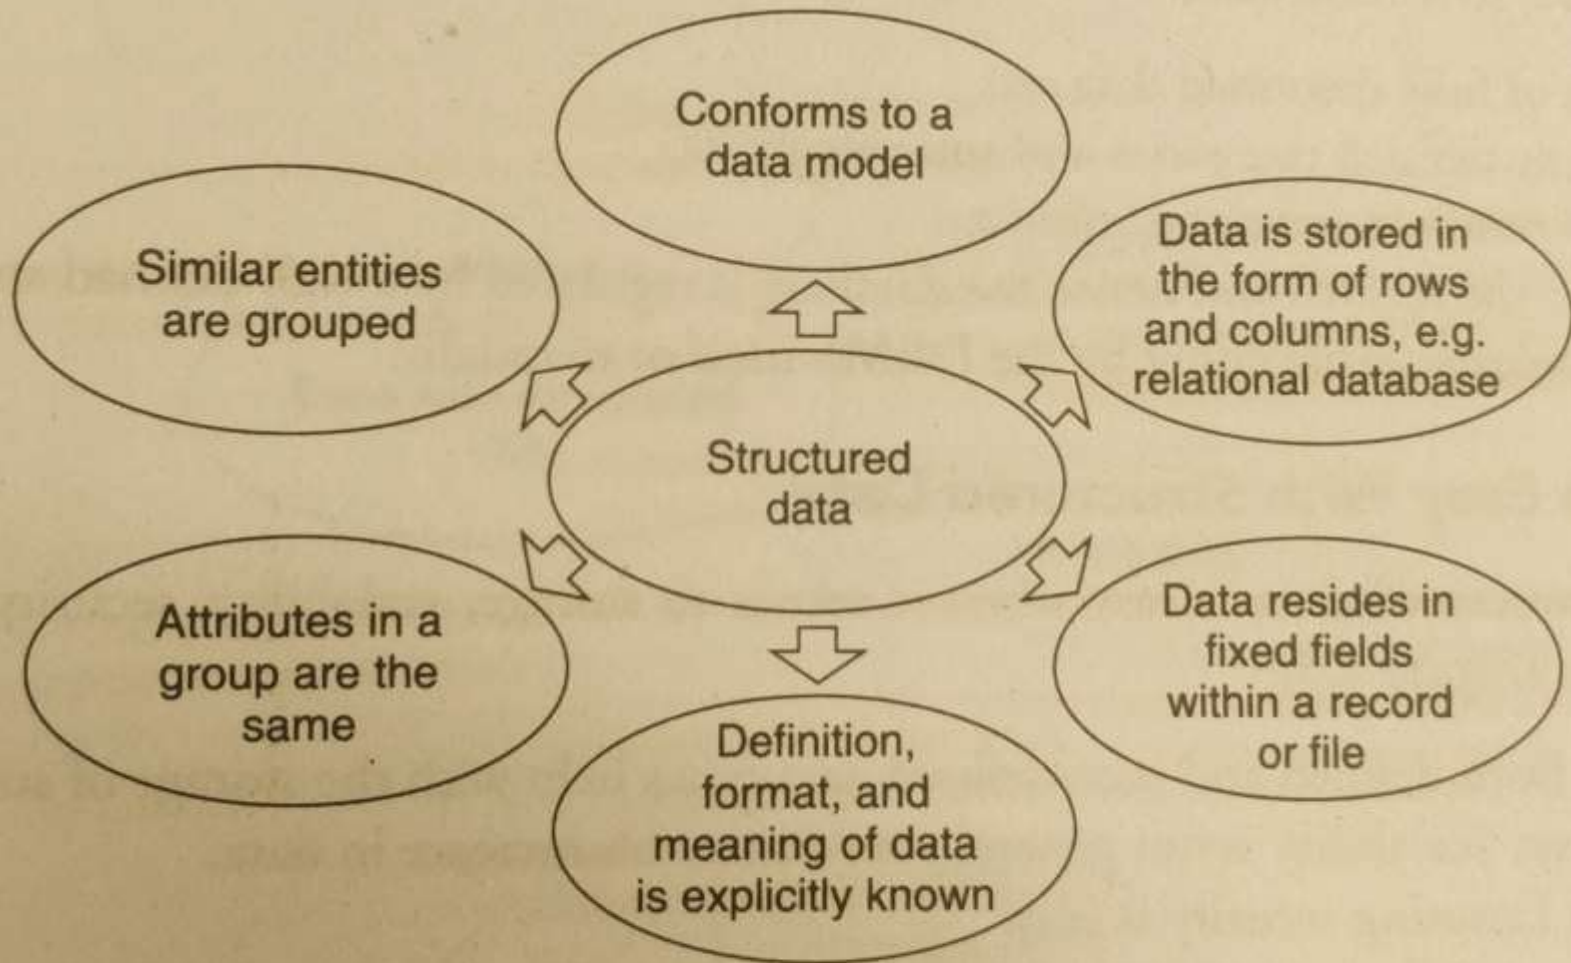 Conforms to a
data model
Similar entities
are grouped
Data is stored in
the form of rows
and columns, e.g.
relational database
Structured
data
Attributes in a
group are the
same
Data resides in
fixed fields
within a record
or file
Definition,
format, and
meaning of data
is explicitly known